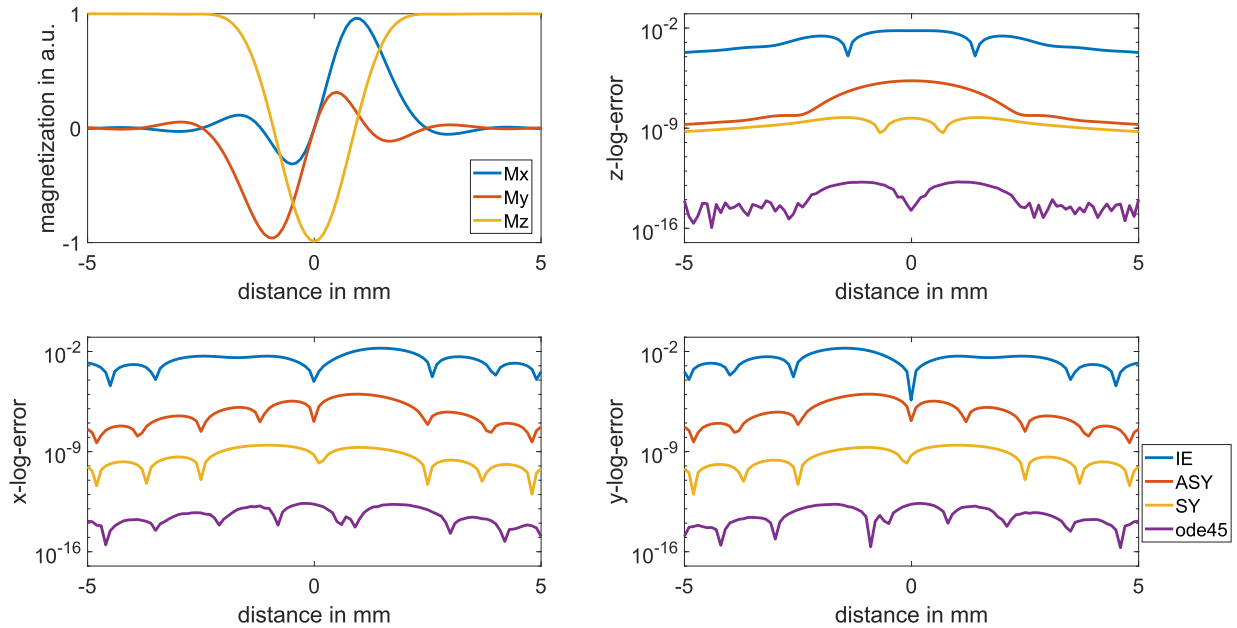 magnetization in a.u.
1
0
-1
-5
0
5
distance in mm
Mx
My
Mz
z-log-error
10^-2
10^-9
10^-16
-5
0
5
distance in mm
x-log-error
10^-2
10^-9
10^-16
-5
0
5
distance in mm
y-log-error
10^-2
10^-9
10^-16
-5
0
5
distance in mm
IE
ASY
SY
ode45